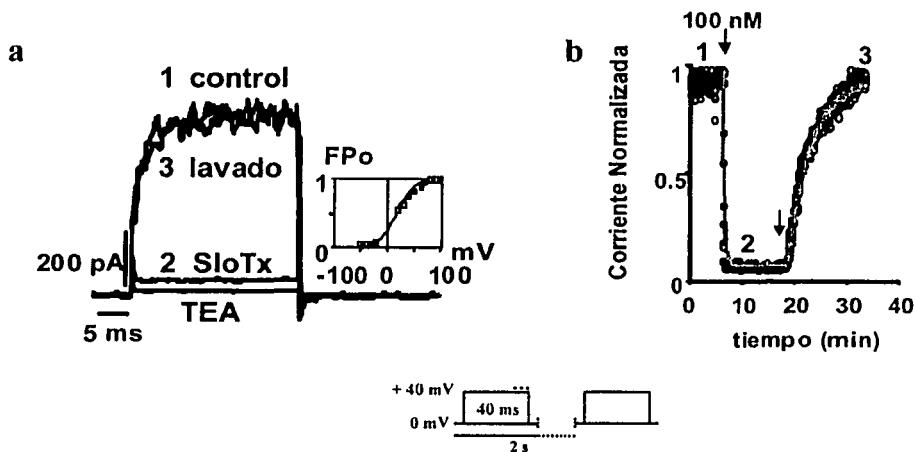 a
1 control
3 lavado
2 SloTx
TEA
200 pA
5 ms
FPo
1
0
-100 0 100
mV
b
100 nM
1
3
2
Corriente Normalizada
1
0.5
0
0 10 20 30 40
tiempo (min)
+ 40 mV
40 ms
0 mV
2 s